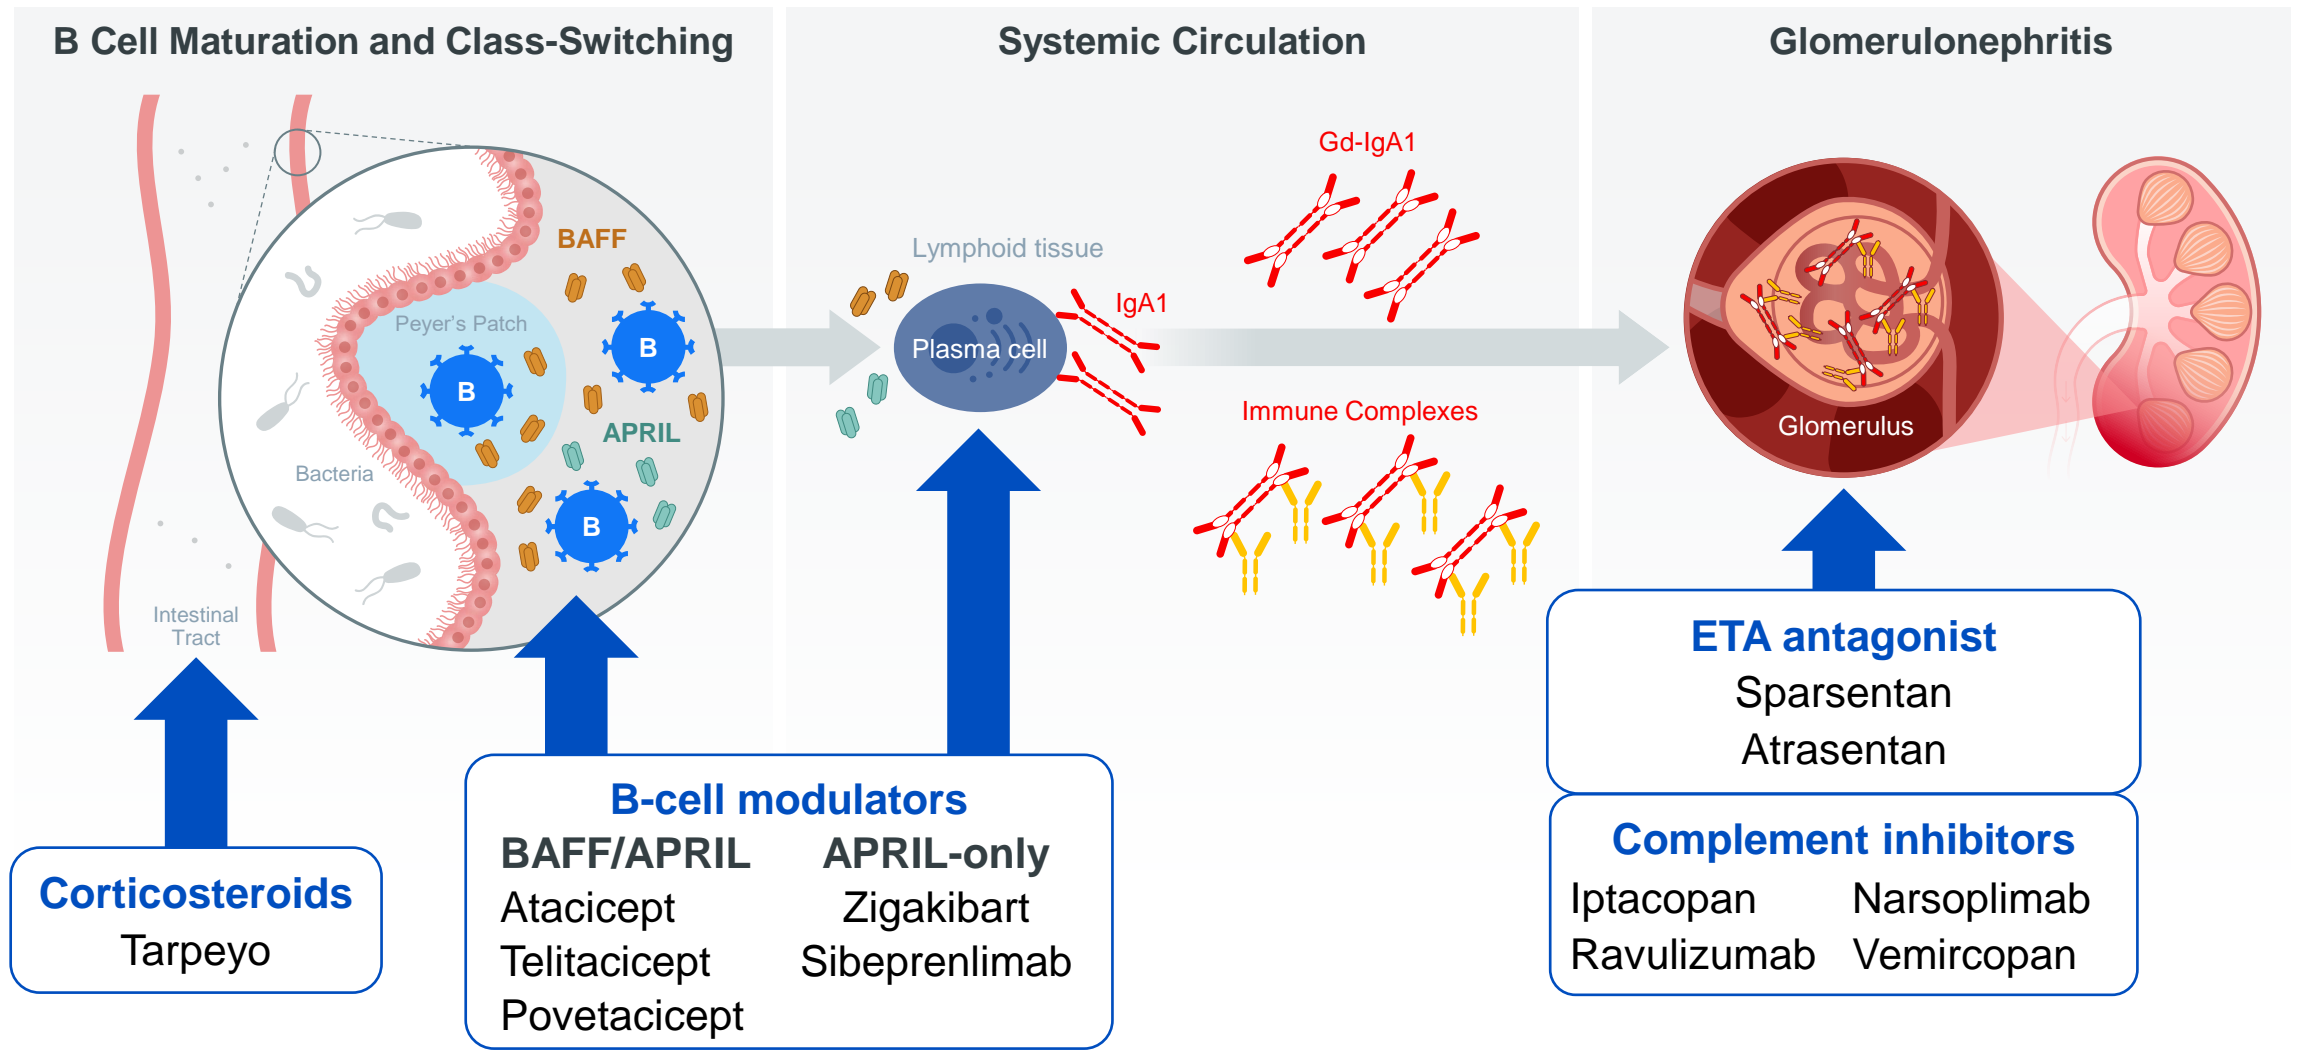 B Cell Maturation and Class-Switching
Systemic Circulation
Glomerulonephritis
BAFF
Peyer's Patch
B
B
APRIL
B
Bacteria
Intestinal
Tract
Lymphoid tissue
Plasma cell
IgA1
Gd-IgA1
Immune Complexes
Glomerulus
Corticosteroids
Tarpeyo
B-cell modulators
BAFF/APRIL
Atacicept
Telitacicept
Povetacicept
APRIL-only
Zigakibart
Sibeprenlimab
ETA antagonist
Sparsentan
Atrasentan
Complement inhibitors
Iptacopan
Narsoplimab
Ravulizumab
Vemircopan